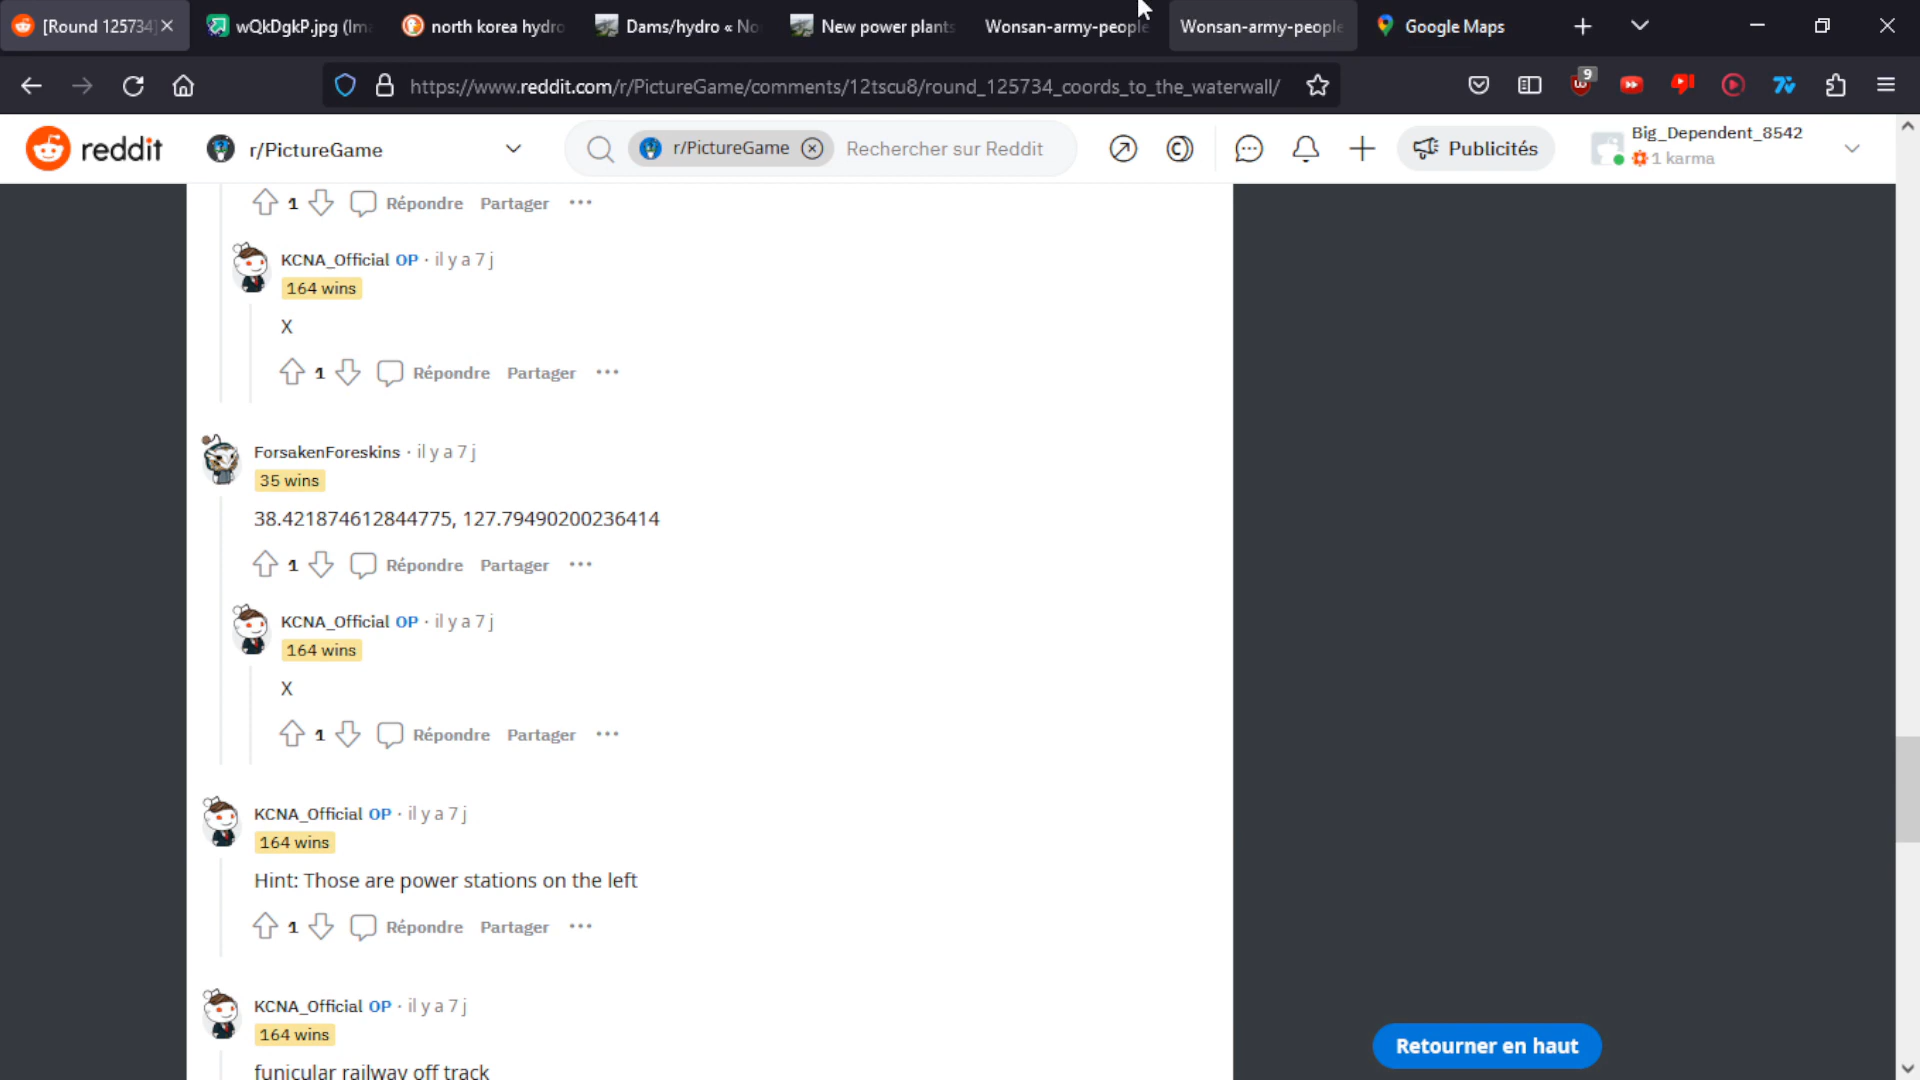 [Round 125734]
wQkDgkP.jpg (Ima
north korea hydro
Dams/hydro « No
New power plants
Wonsan-army-people
Wonsan-army-people
Google Maps
https://www.reddit.com/r/PictureGame/comments/12tscu8/round_125734_coords_to_the_waterwall/
9
reddit
r/PictureGame
r/PictureGame
Rechercher sur Reddit
Publicités
Big_Dependent_8542
1 karma
1 Répondre Partager
KCNA_Official OP · il y a 7 j
164 wins
X
1 Répondre Partager
ForsakenForeskins · il y a 7 j
35 wins
38.421874612844775, 127.79490200236414
1 Répondre Partager
KCNA_Official OP · il y a 7 j
164 wins
X
1 Répondre Partager
KCNA_Official OP · il y a 7 j
164 wins
Hint: Those are power stations on the left
1 Répondre Partager
KCNA_Official OP · il y a 7 j
164 wins
funicular railway off track
Retourner en haut